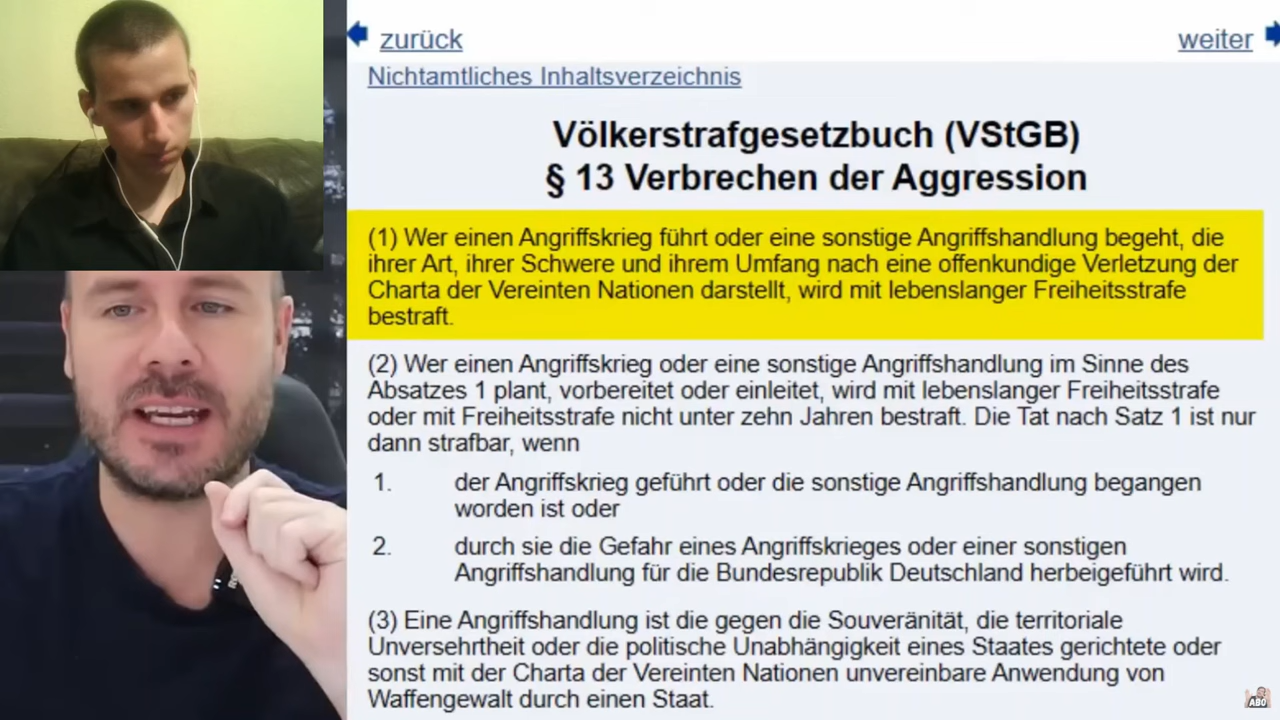 zurück
weiter
Nichtamtliches Inhaltsverzeichnis
Völkerstrafgesetzbuch (VStGB)
§ 13 Verbrechen der Aggression
(1) Wer einen Angriffskrieg führt oder eine sonstige Angriffshandlung begeht, die
ihrer Art, ihrer Schwere und ihrem Umfang nach eine offenkundige Verletzung der
Charta der Vereinten Nationen darstellt, wird mit lebenslanger Freiheitsstrafe
bestraft.
(2) Wer einen Angriffskrieg oder eine sonstige Angriffshandlung im Sinne des
Absatzes 1 plant, vorbereitet oder einleitet, wird mit lebenslanger Freiheitsstrafe
oder mit Freiheitsstrafe nicht unter zehn Jahren bestraft. Die Tat nach Satz 1 ist nur
dann strafbar, wenn
1. der Angriffskrieg geführt oder die sonstige Angriffshandlung begangen
worden ist oder
2. durch sie die Gefahr eines Angriffskrieges oder einer sonstigen
Angriffshandlung für die Bundesrepublik Deutschland herbeigeführt wird.
(3) Eine Angriffshandlung ist die gegen die Souveränität, die territoriale
Unversehrtheit oder die politische Unabhängigkeit eines Staates gerichtete oder
sonst mit der Charta der Vereinten Nationen unvereinbare Anwendung von
Waffengewalt durch einen Staat.
ABO